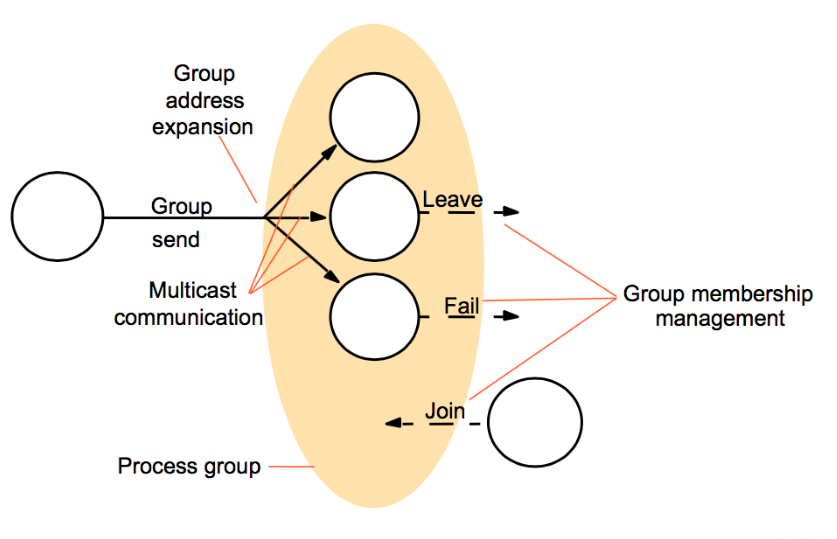 Group
address
expansion
Group
send
Multicast
communication
Leave
Fail
Join
Group membership
management
Process group